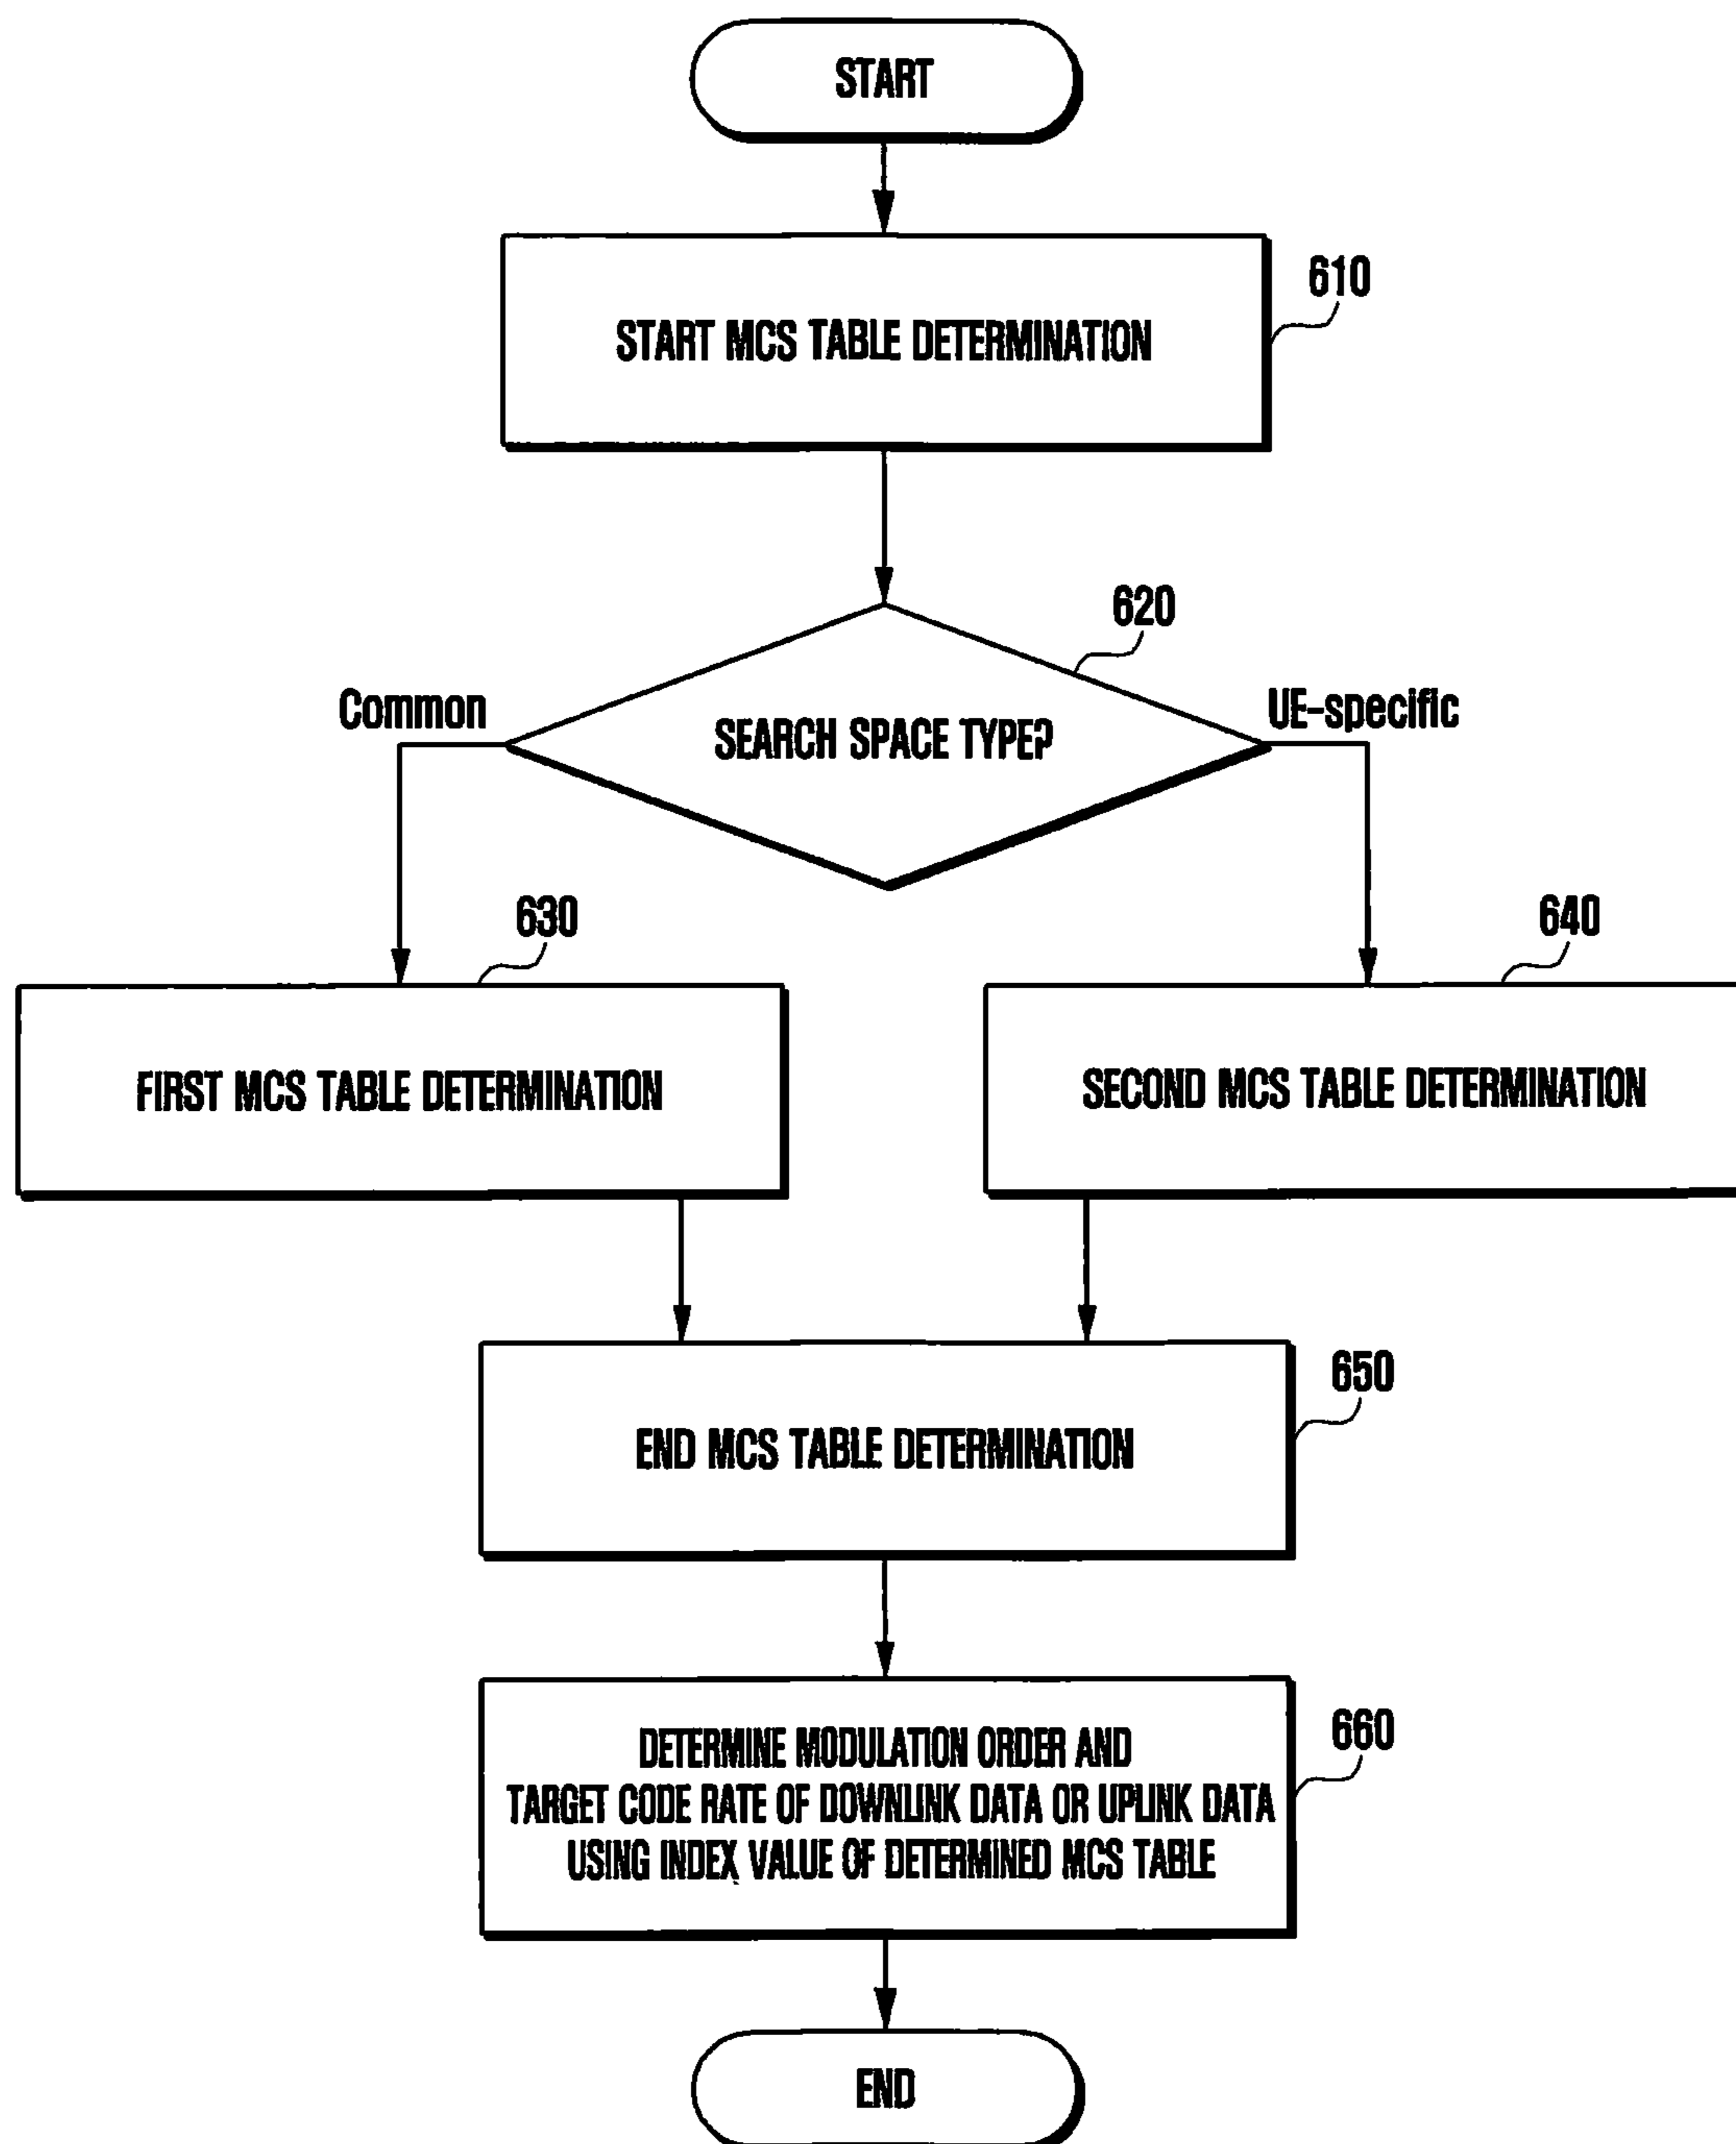 START
START MCS TABLE DETERMINATION
610
620
Common
SEARCH SPACE TYPE?
UE-specific
630
640
FIRST MCS TABLE DETERMINATION
SECOND MCS TABLE DETERMINATION
650
END MCS TABLE DETERMINATION
660
DETERMINE MODULATION ORDER AND
TARGET CODE RATE OF DOWNLINK DATA OR UPLINK DATA
USING INDEX VALUE OF DETERMINED MCS TABLE
END